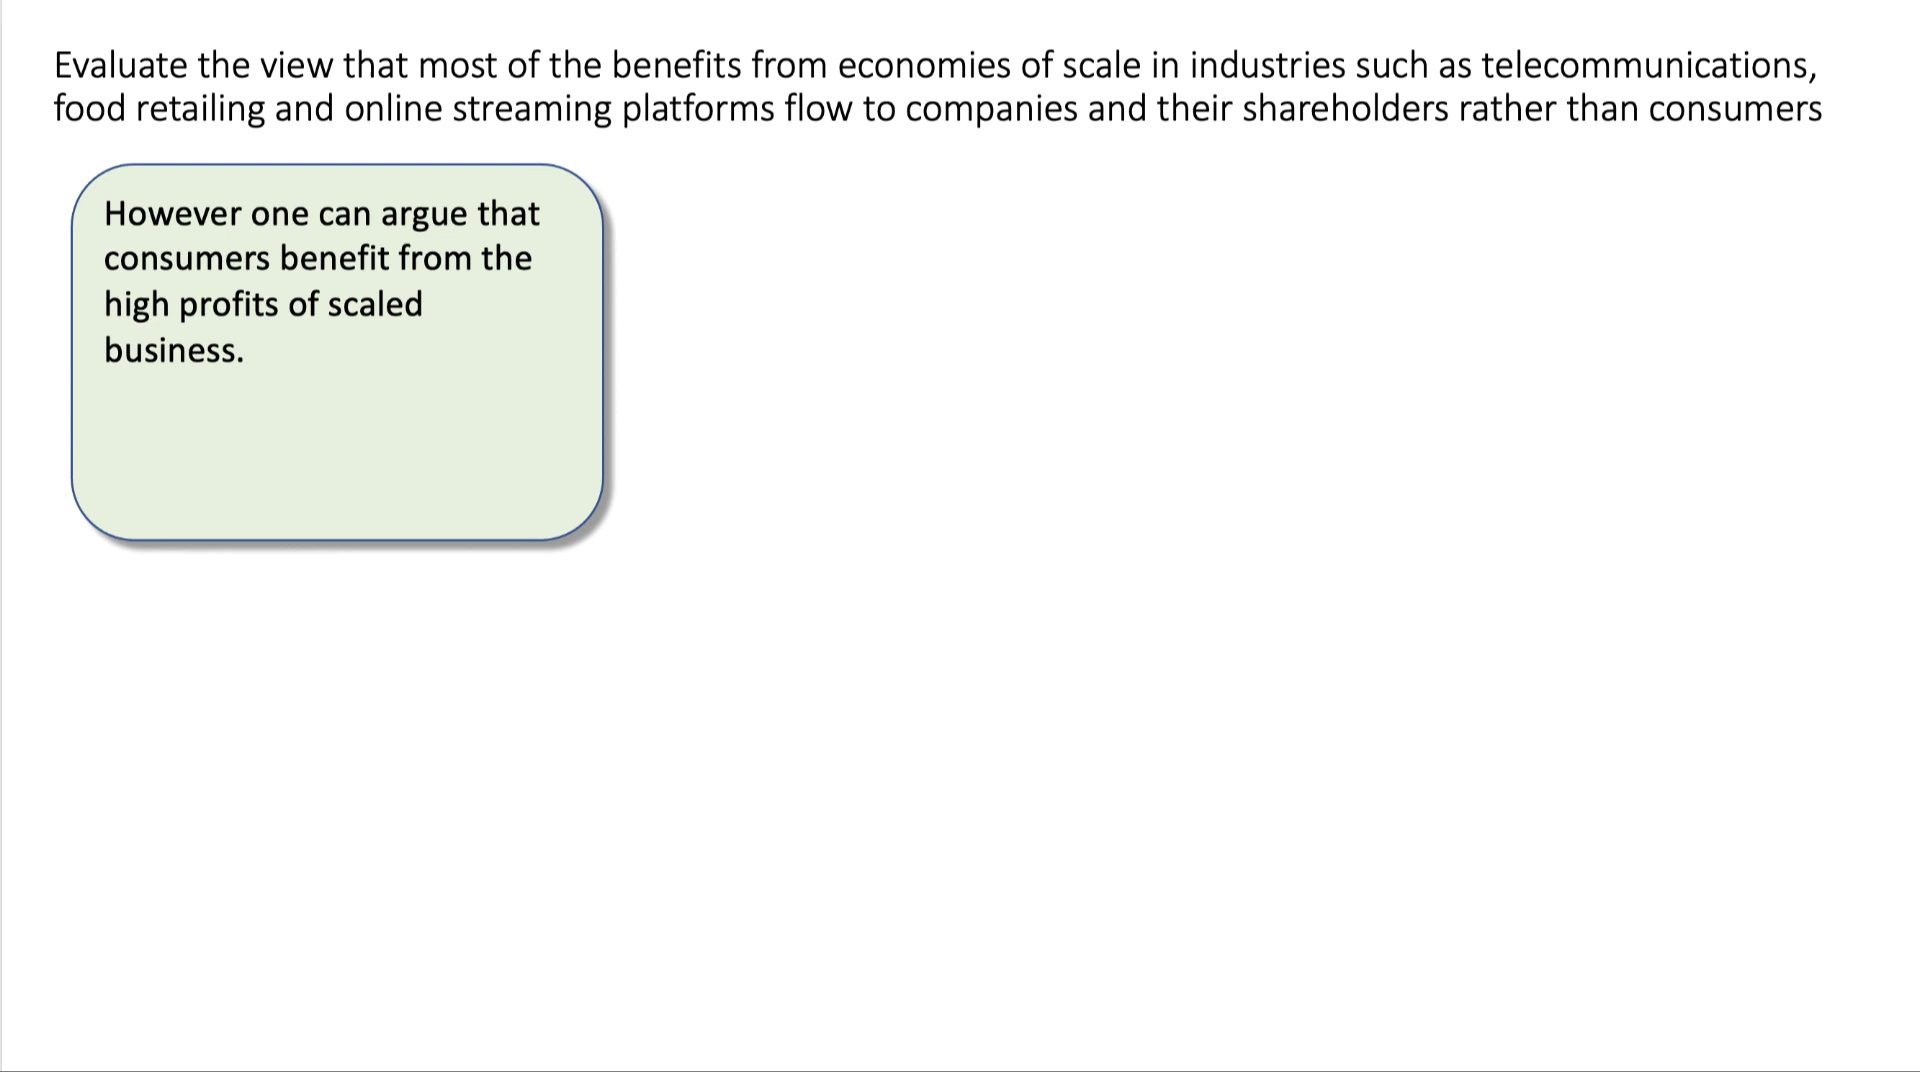 Evaluate the view that most of the benefits from economies of scale in industries such as telecommunications,
food retailing and online streaming platforms flow to companies and their shareholders rather than consumers
However one can argue that
consumers benefit from the
high profits of scaled
business.